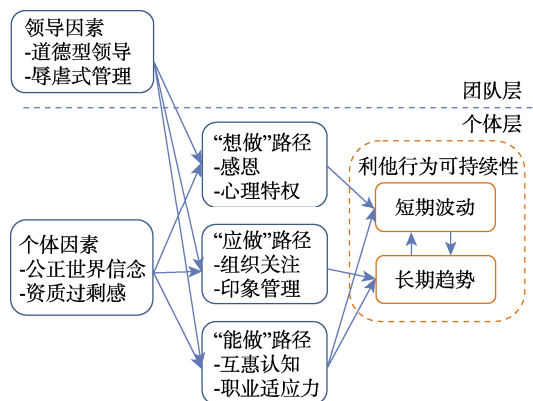 领导因素
-道德型领导
-辱虐式管理
团队层
个体层
“想做”路径
-感恩
-心理特权
利他行为可持续性
短期波动
个体因素
-公正世界信念
-资质过剩感
“应做”路径
-组织关注
-印象管理
长期趋势
“能做”路径
-互惠认知
-职业适应力